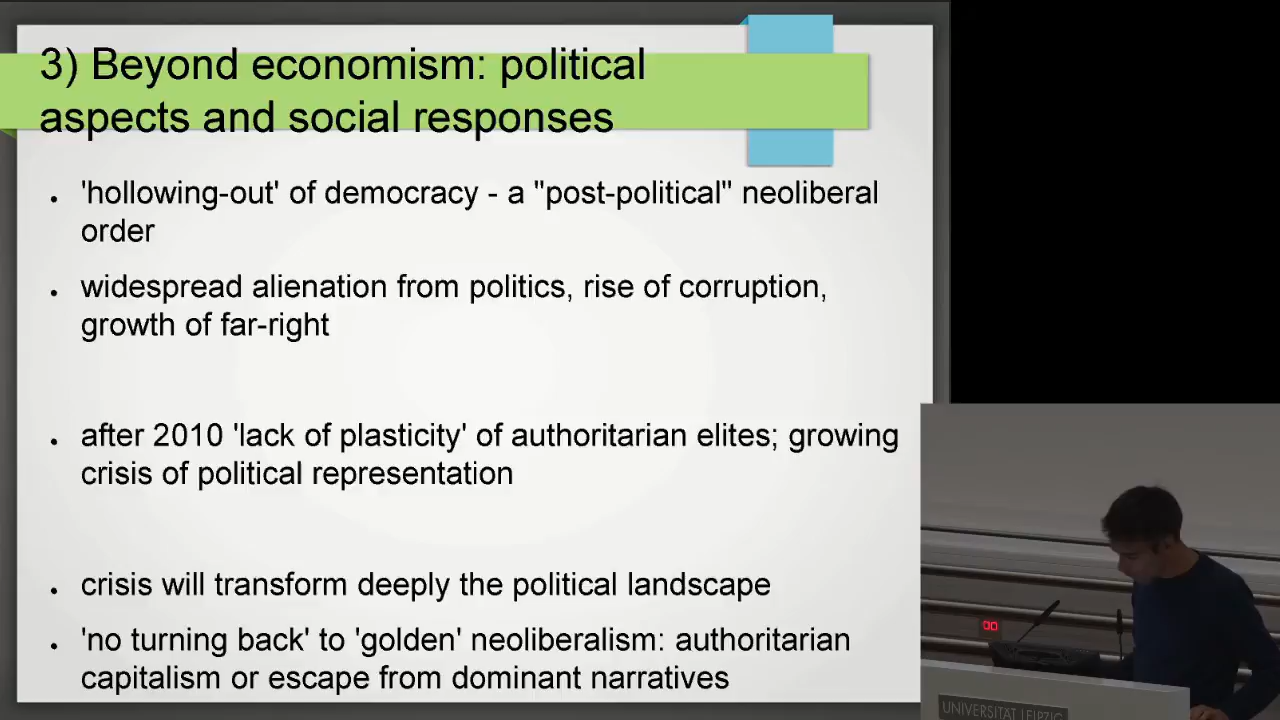 3) Beyond economism: political
aspects and social responses
'hollowing-out' of democracy - a "post-political" neoliberal
order
widespread alienation from politics, rise of corruption,
growth of far-right
after 2010 'lack of plasticity' of authoritarian elites; growing
crisis of political representation
crisis will transform deeply the political landscape
'no turning back' to 'golden' neoliberalism: authoritarian
capitalism or escape from dominant narratives
00
UNIVERSITÄT LEIPZIG